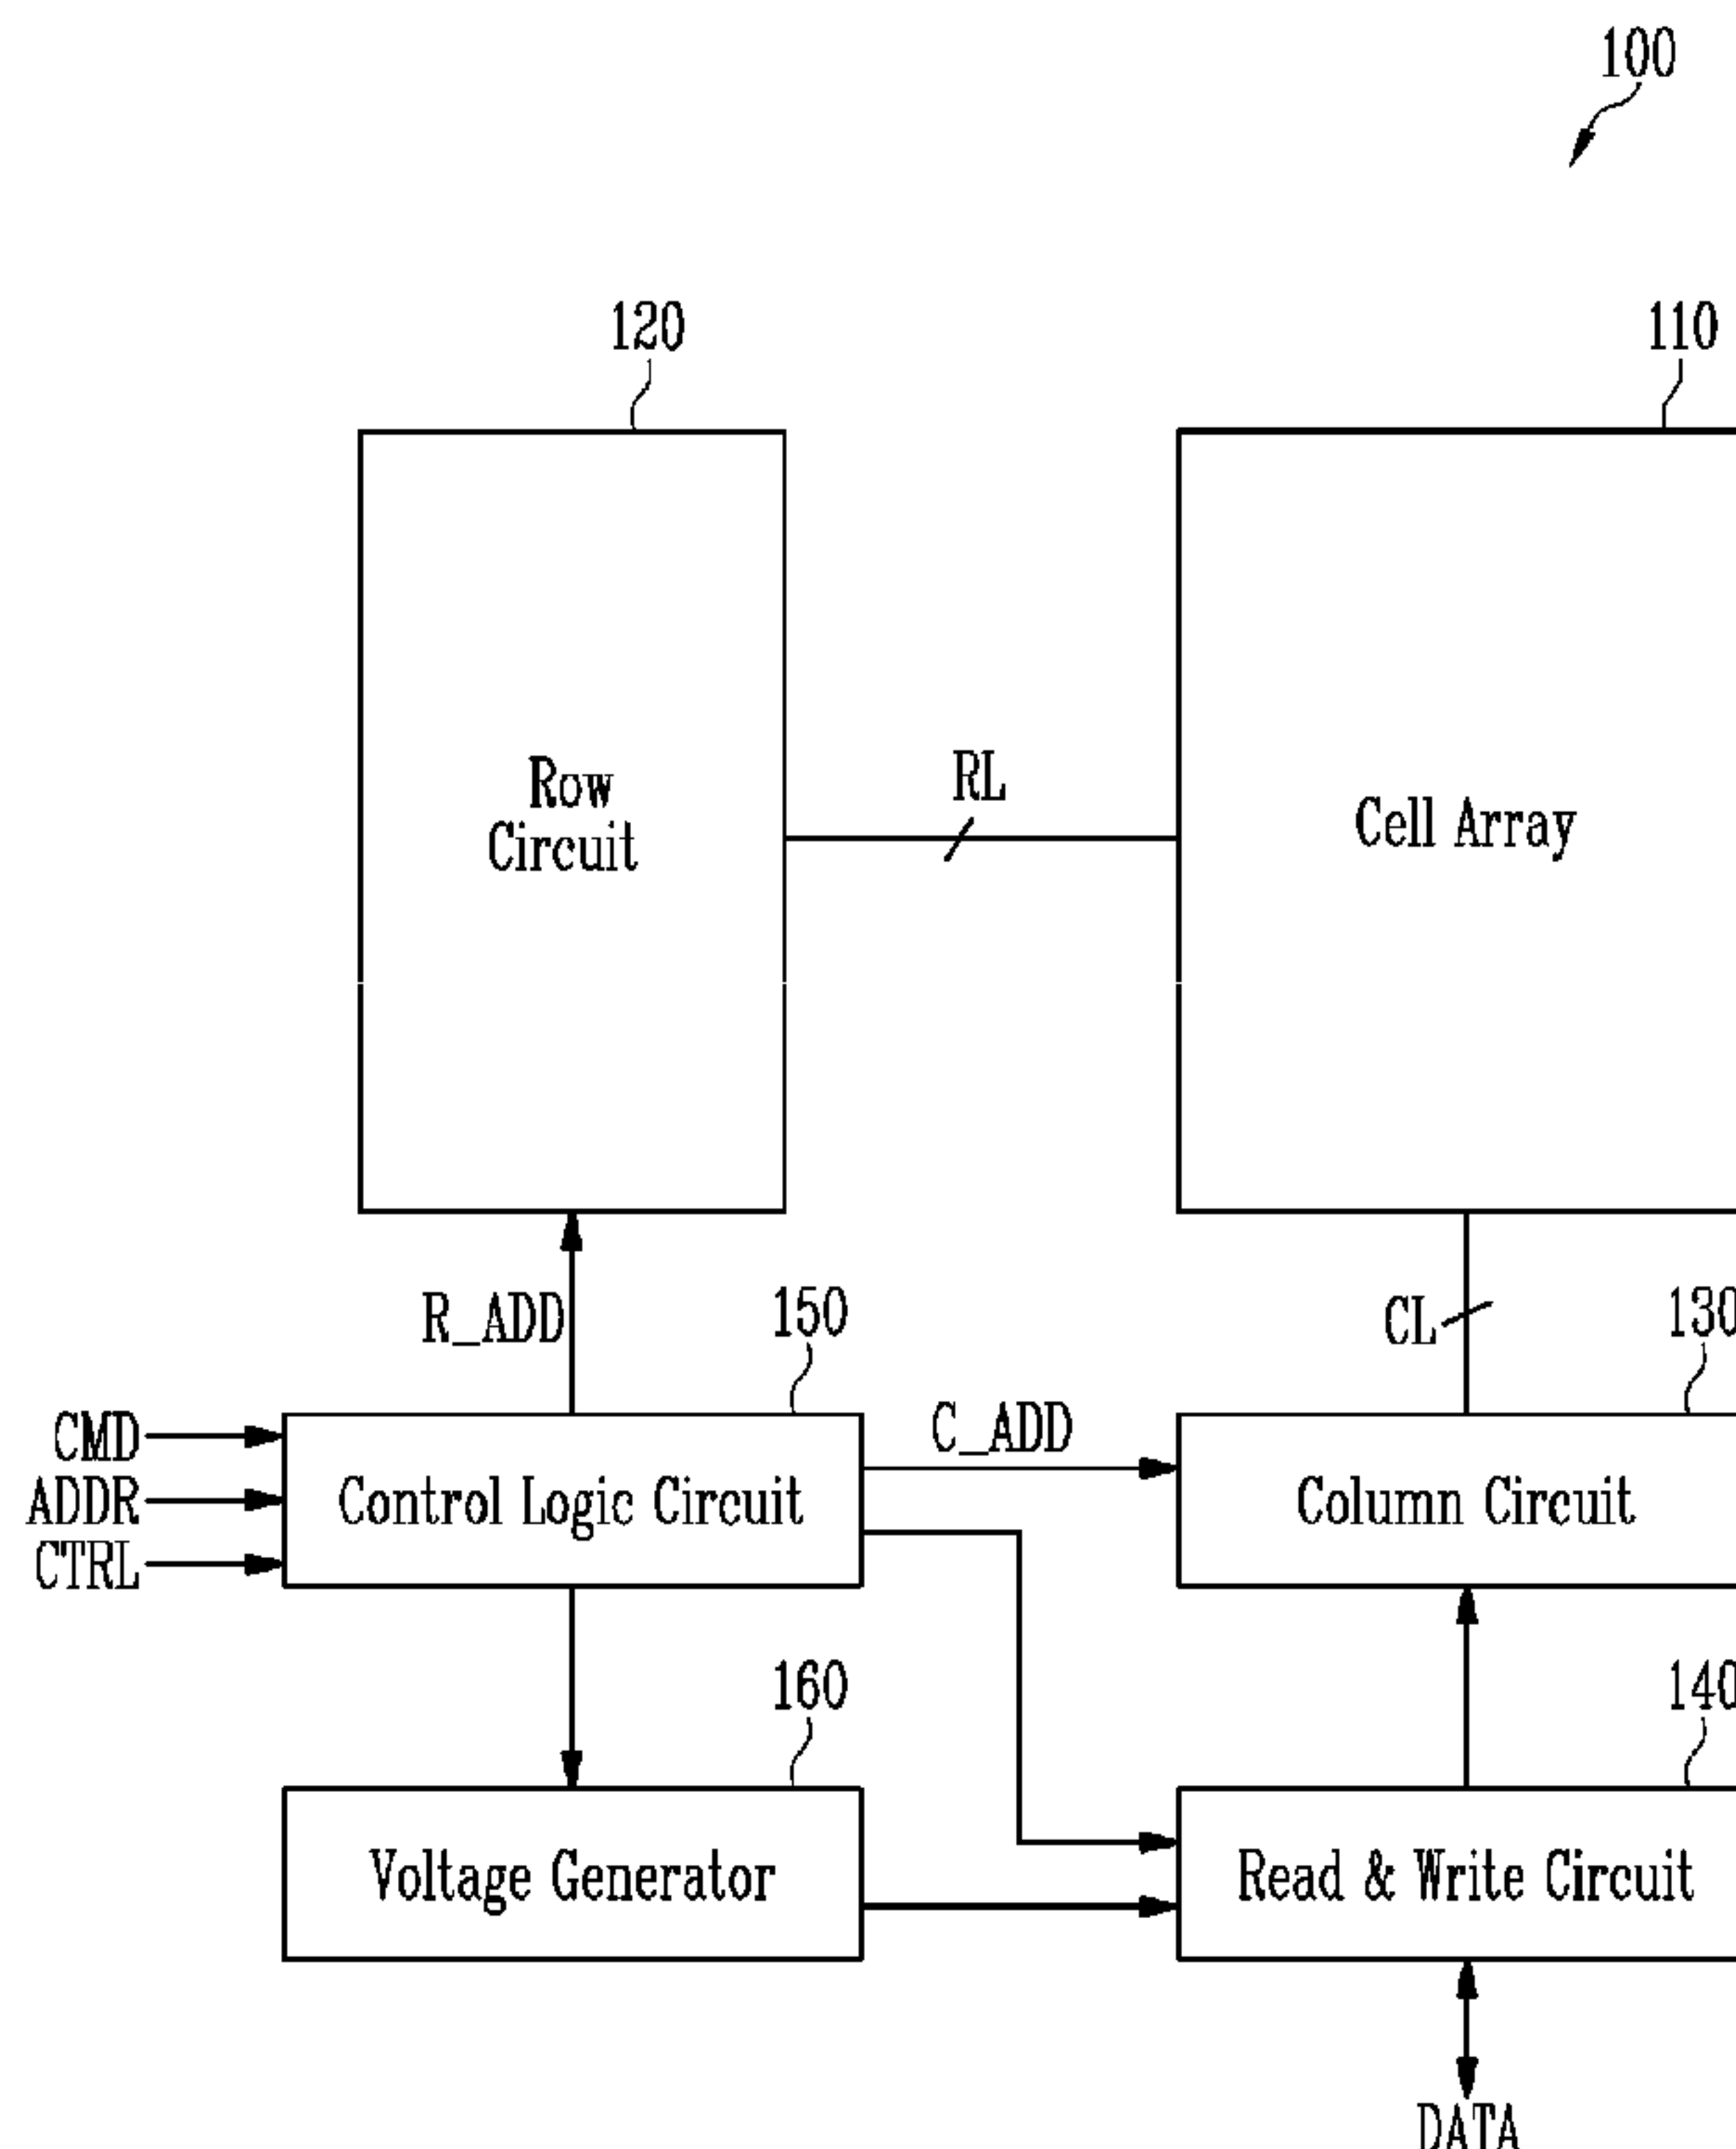 100
120
110
Row
Circuit
RL
Cell Array
R_ADD
150
CL
130
CMD
ADDR
CTRL
Control Logic Circuit
C_ADD
Column Circuit
160
140
Voltage Generator
Read & Write Circuit
DATA